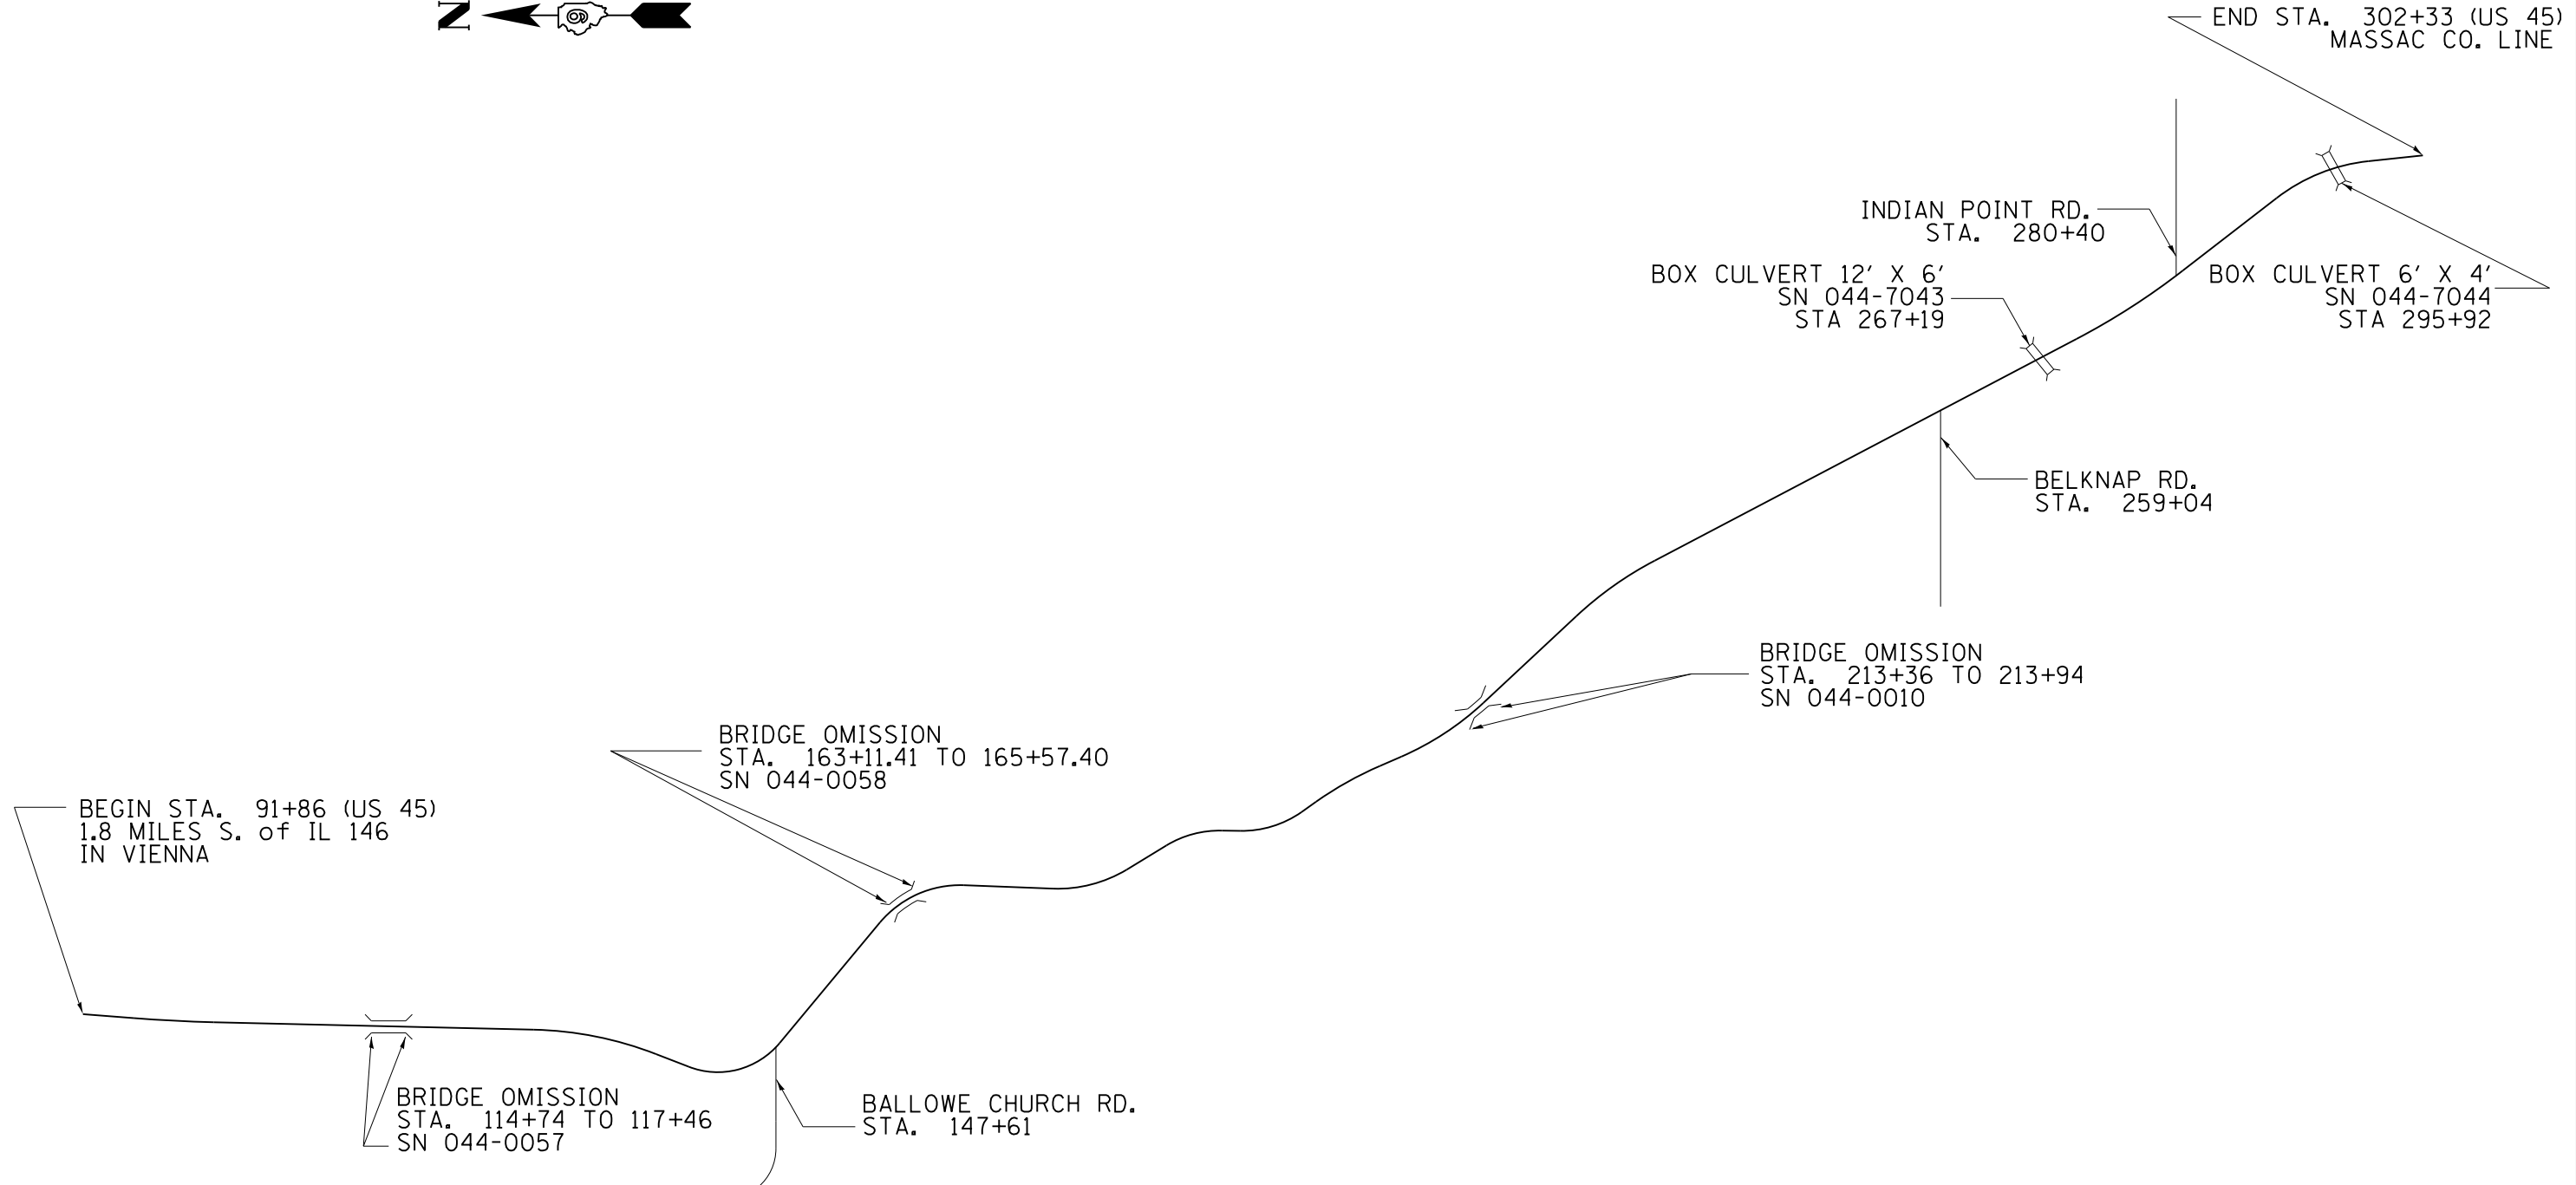 N
9
END STA. 302+33 (US 45)
MASSAC CO. LINE
INDIAN POINT RD.
STA. 280+40
BOX CULVERT 12' X 6'
SN 044-7043
STA 267+19
BOX CULVERT 6' X 4'
SN 044-7044
STA 295+92
BELKNAP RD.
STA. 259+04
BRIDGE OMISSION
STA. 213+36 TO 213+94
SN 044-0010
BRIDGE OMISSION
STA. 163+11.41 TO 165+57.40
SN 044-0058
BEGIN STA. 91+86 (US 45)
1.8 MILES S. of IL 146
IN VIENNA
BRIDGE OMISSION
STA. 114+74 TO 117+46
SN 044-0057
BALLOWE CHURCH RD.
STA. 147+61